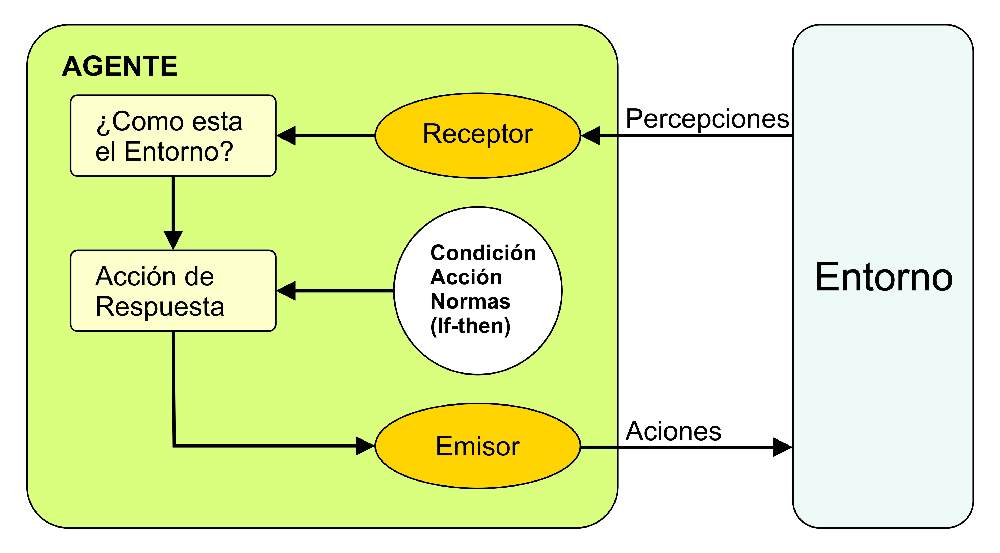 AGENTE
¿Como esta
el Entorno?
Receptor
Percepciones
Acción de
Respuesta
Condición
Acción
Normas
(If-then)
Entorno
Emisor
Aciones